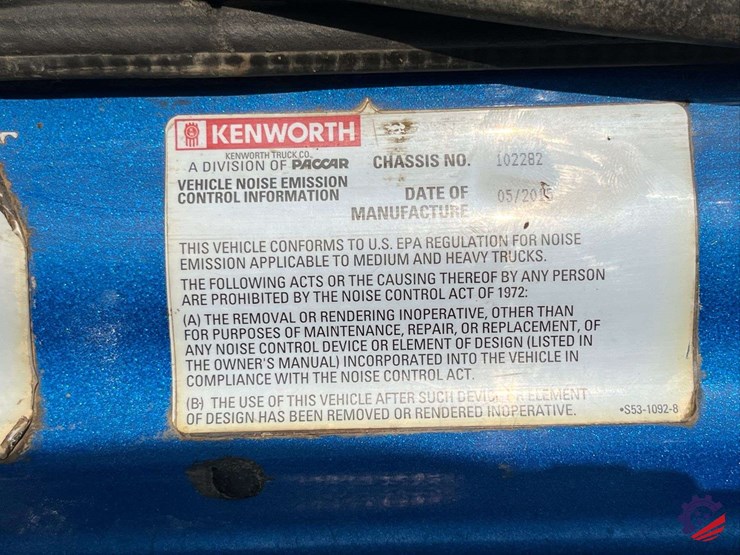 KENWORTH
KENWORTH TRUCK CO.
A DIVISION OF PACCAR
CHASSIS NO. 102282
VEHICLE NOISE EMISSION
CONTROL INFORMATION
DATE OF
MANUFACTURE
05/2015
THIS VEHICLE CONFORMS TO U.S. EPA REGULATION FOR NOISE
EMISSION APPLICABLE TO MEDIUM AND HEAVY TRUCKS.
THE FOLLOWING ACTS OR THE CAUSING THEREOF BY ANY PERSON
ARE PROHIBITED BY THE NOISE CONTROL ACT OF 1972:
(A) THE REMOVAL OR RENDERING INOPERATIVE, OTHER THAN
FOR PURPOSES OF MAINTENANCE, REPAIR, OR REPLACEMENT, OF
ANY NOISE CONTROL DEVICE OR ELEMENT OF DESIGN (LISTED IN
THE OWNER'S MANUAL) INCORPORATED INTO THE VEHICLE IN
COMPLIANCE WITH THE NOISE CONTROL ACT.
(B) THE USE OF THIS VEHICLE AFTER SUCH DEVICE OR ELEMENT
OF DESIGN HAS BEEN REMOVED OR RENDERED INOPERATIVE.
•S53-1092-8